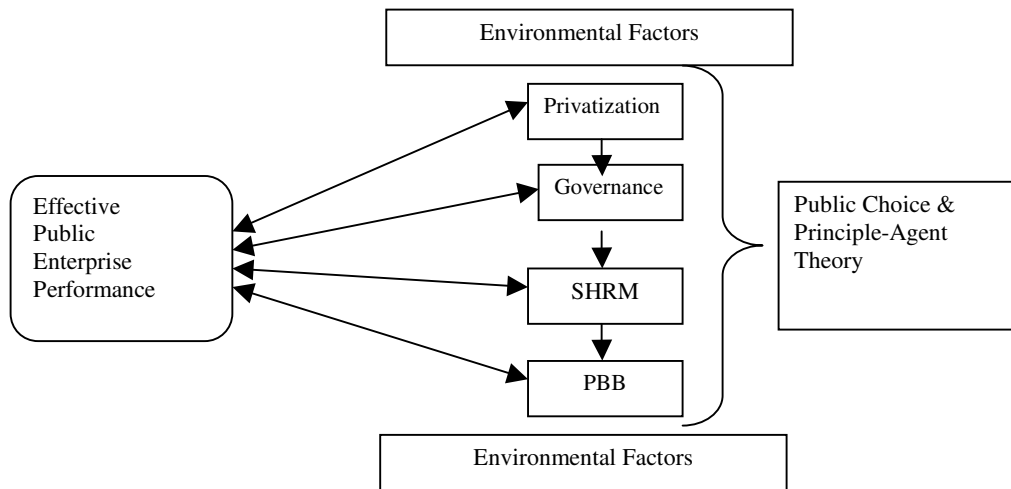 Environmental Factors
Privatization
Governance
Effective
Public
Enterprise
Performance
Public Choice &
Principle-Agent
Theory
SHRM
PBB
Environmental Factors